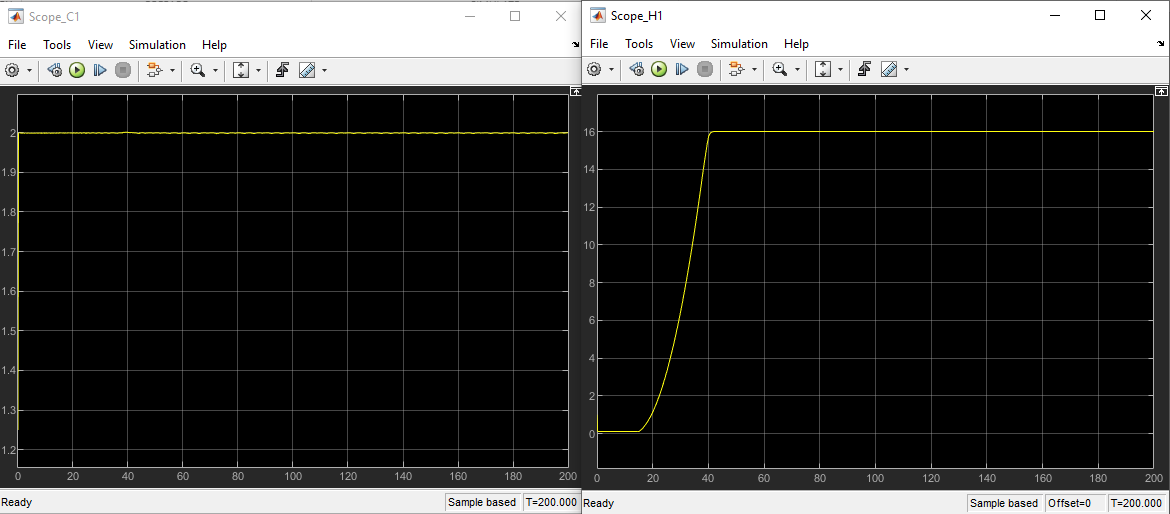 Scope_C1
File Tools View Simulation Help
2
1.9
1.8
1.7
1.6
1.5
1.4
1.3
1.2
0 20 40 60 80 100 120 140 160 180 200
Ready Sample based T=200.000
Scope_H1
File Tools View Simulation Help
16
14
12
10
8
6
4
2
0
0 20 40 60 80 100 120 140 160 180 200
Ready Sample based Offset=0 T=200.000